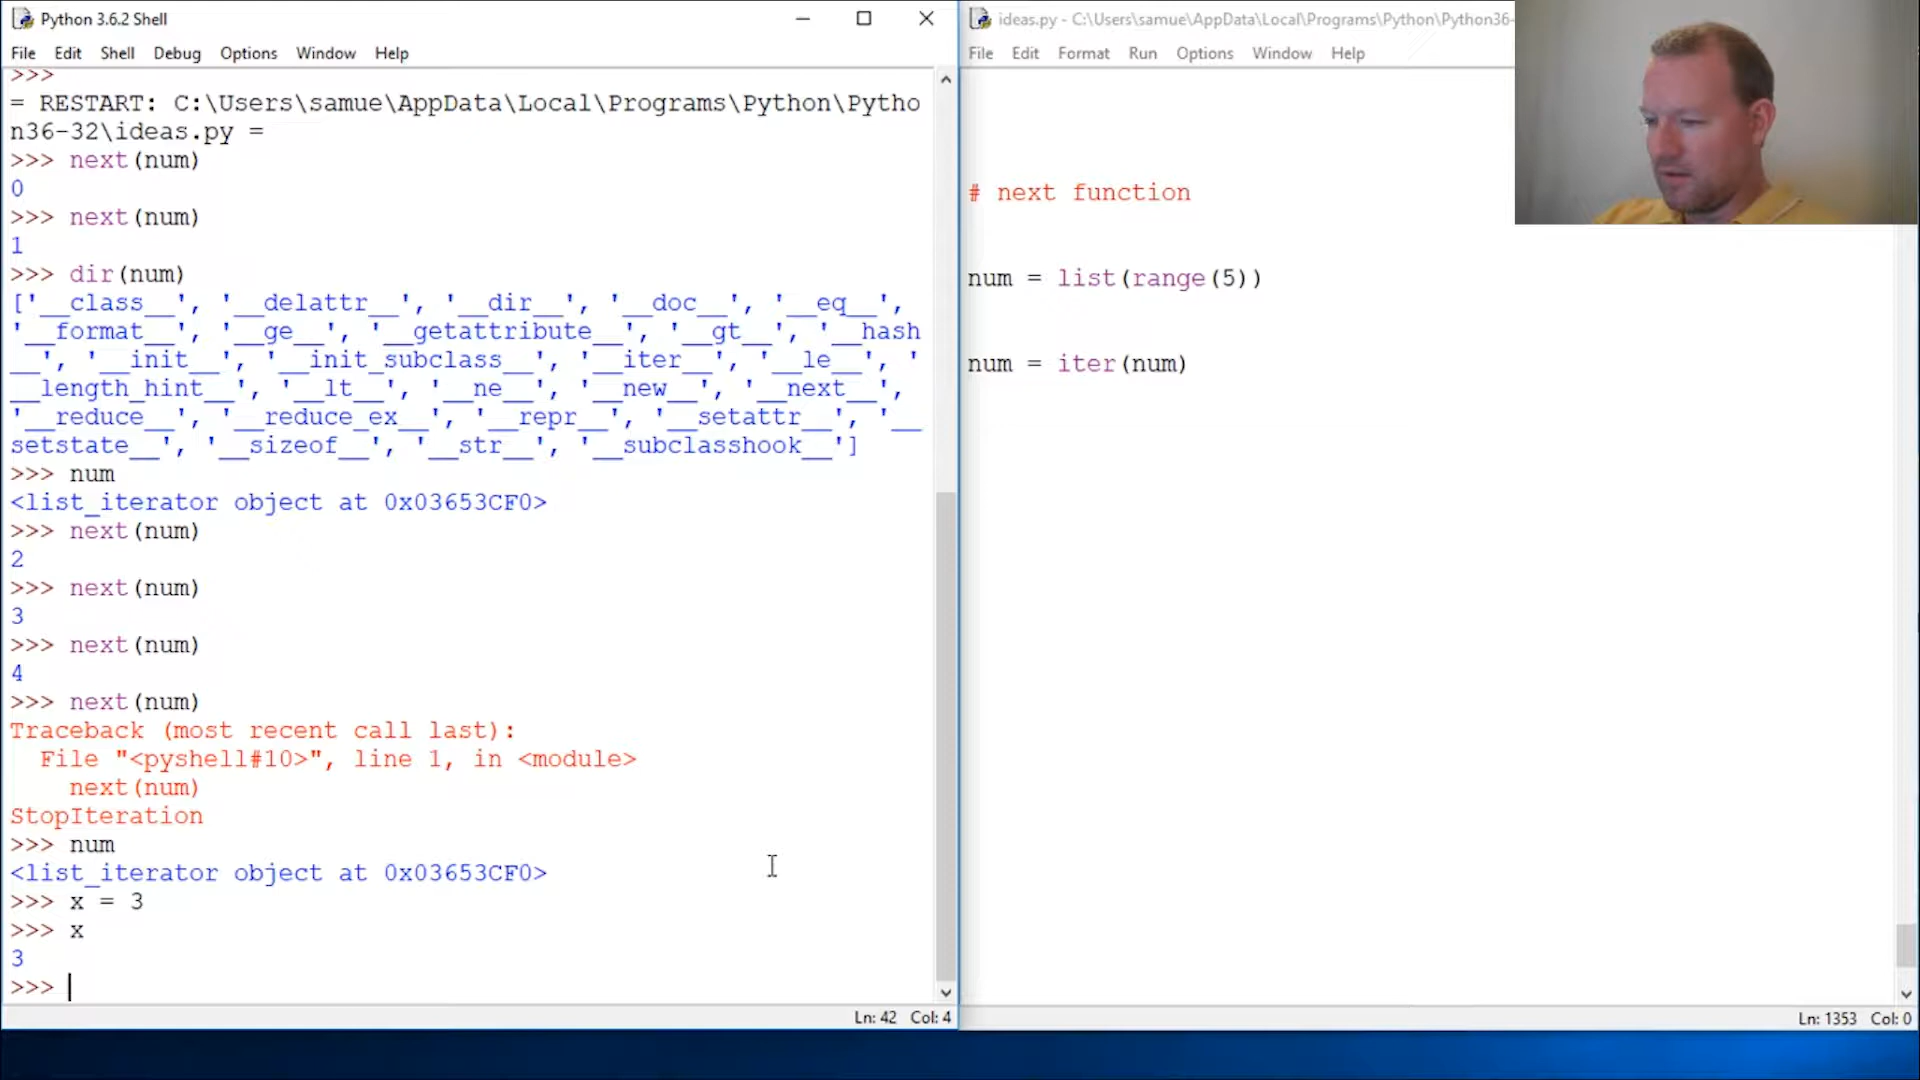 Python 3.6.2 Shell
File Edit Shell Debug Options Window Help
>>>
= RESTART: C:\Users\samue\AppData\Local\Programs\Python\Pytho
n36-32\ideas.py =
>>> next(num)
0
>>> next(num)
1
>>> dir(num)
['__class__', '__delattr__', '__dir__', '__doc__', '__eq__',
'__format__', '__ge__', '__getattribute__', '__gt__', '__hash
__', '__init__', '__init_subclass__', '__iter__', '__le__', '
__length_hint__', '__lt__', '__ne__', '__new__', '__next__',
'__reduce__', '__reduce_ex__', '__repr__', '__setattr__', '__
setstate__', '__sizeof__', '__str__', '__subclasshook__']
>>> num
<list_iterator object at 0x03653CF0>
>>> next(num)
2
>>> next(num)
3
>>> next(num)
4
>>> next(num)
Traceback (most recent call last):
  File "<pyshell#10>", line 1, in <module>
    next(num)
StopIteration
>>> num
<list_iterator object at 0x03653CF0>
>>> x = 3
>>> x
3
>>>
Ln: 42 Col: 4
ideas.py - C:\Users\samue\AppData\Local\Programs\Python\Python36-
File Edit Format Run Options Window Help
# next function
num = list(range(5))
num = iter(num)
Ln: 1353 Col: 0